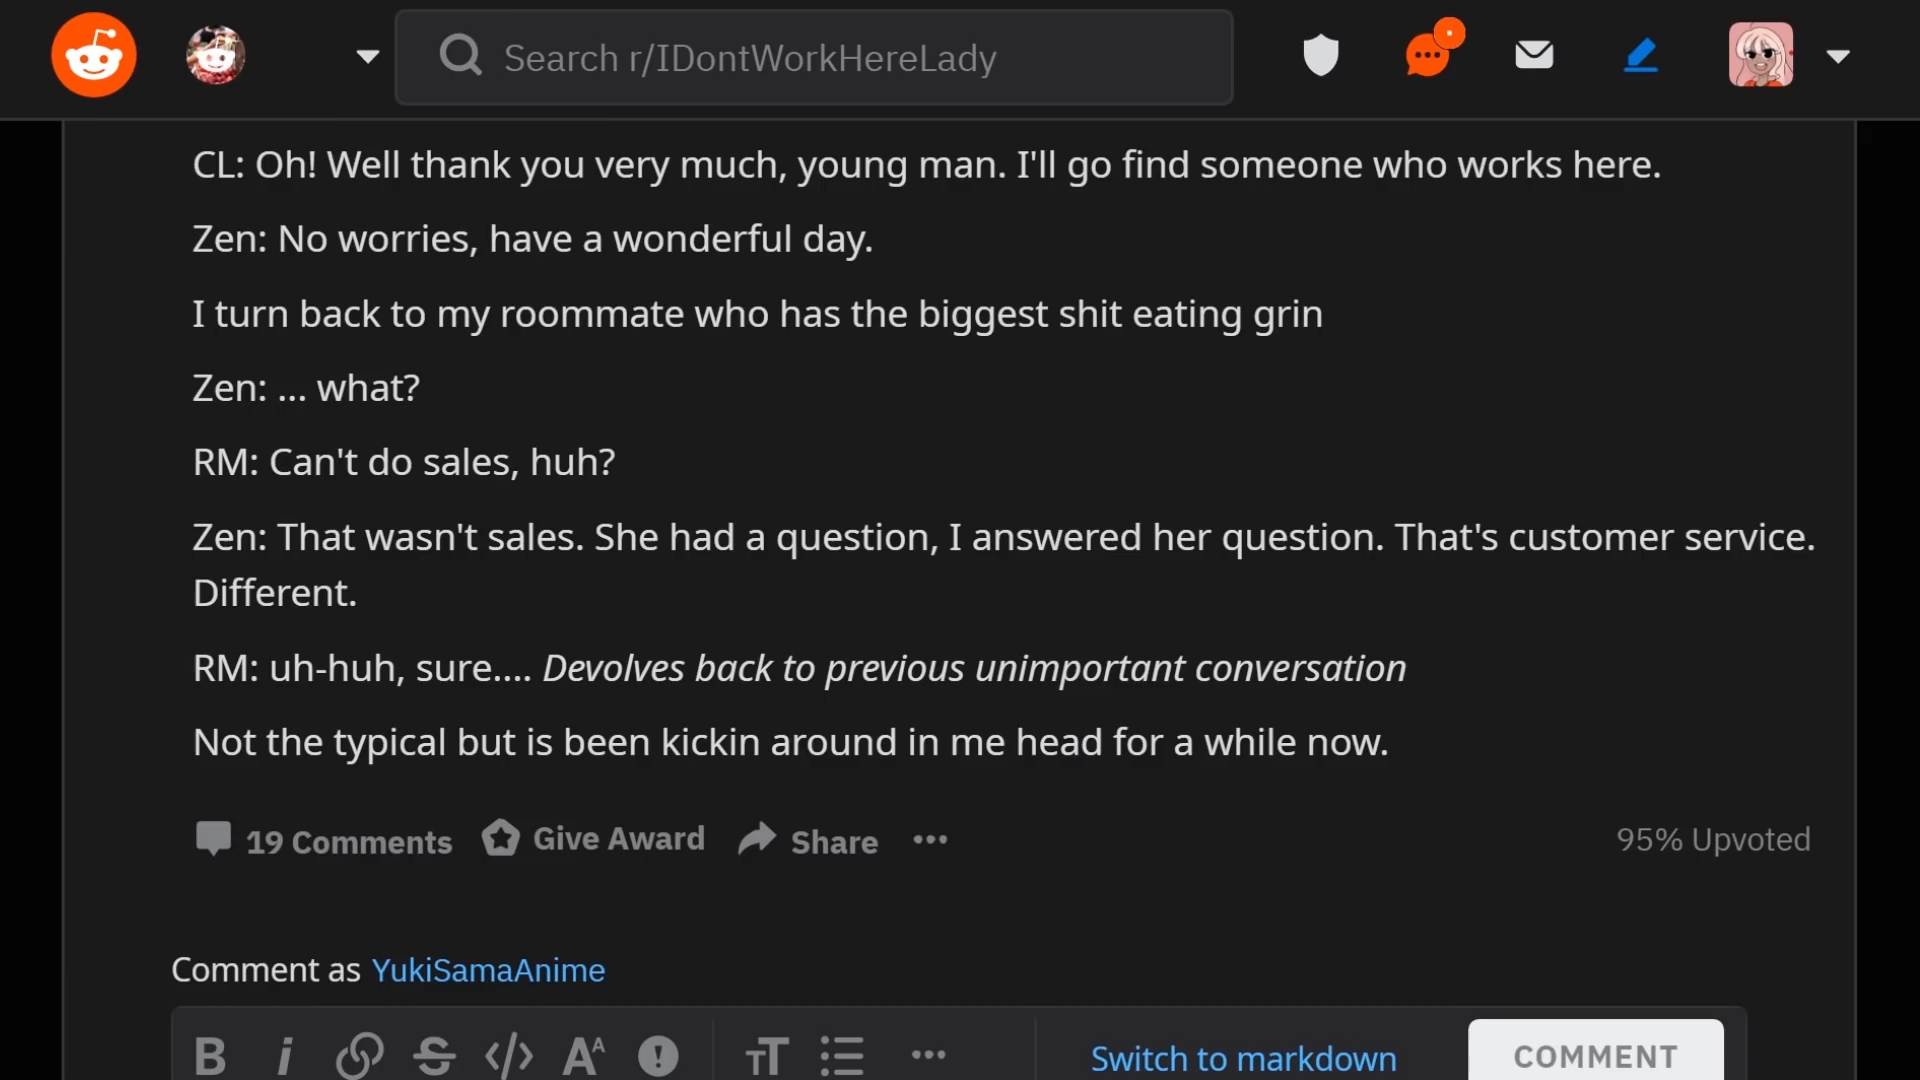 Search r/IDontWorkHereLady
CL: Oh! Well thank you very much, young man. I'll go find someone who works here.
Zen: No worries, have a wonderful day.
I turn back to my roommate who has the biggest shit eating grin
Zen: ... what?
RM: Can't do sales, huh?
Zen: That wasn't sales. She had a question, I answered her question. That's customer service.
Different.
RM: uh-huh, sure.... Devolves back to previous unimportant conversation
Not the typical but is been kickin around in me head for a while now.
19 Comments Give Award Share ... 95% Upvoted
Comment as YukiSamaAnime
B i S </> AA ! TT ... Switch to markdown COMMENT